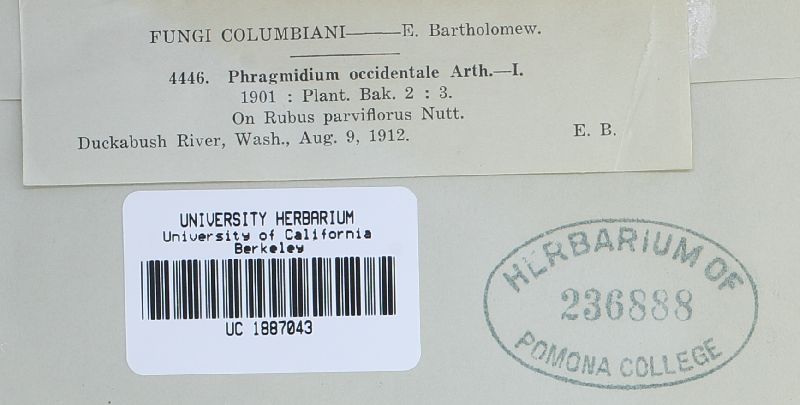 FUNGI COLUMBIANI——E. Bartholomew.
4446. Phragmidium occidentale Arth.—I.
1901 : Plant. Bak. 2 : 3.
On Rubus parviflorus Nutt.
Duckabush River, Wash., Aug. 9, 1912. E. B.
UNIVERSITY HERBARIUM
University of California
Berkeley
UC 1887043
HERBARIUM OF
236888
POMONA COLLEGE